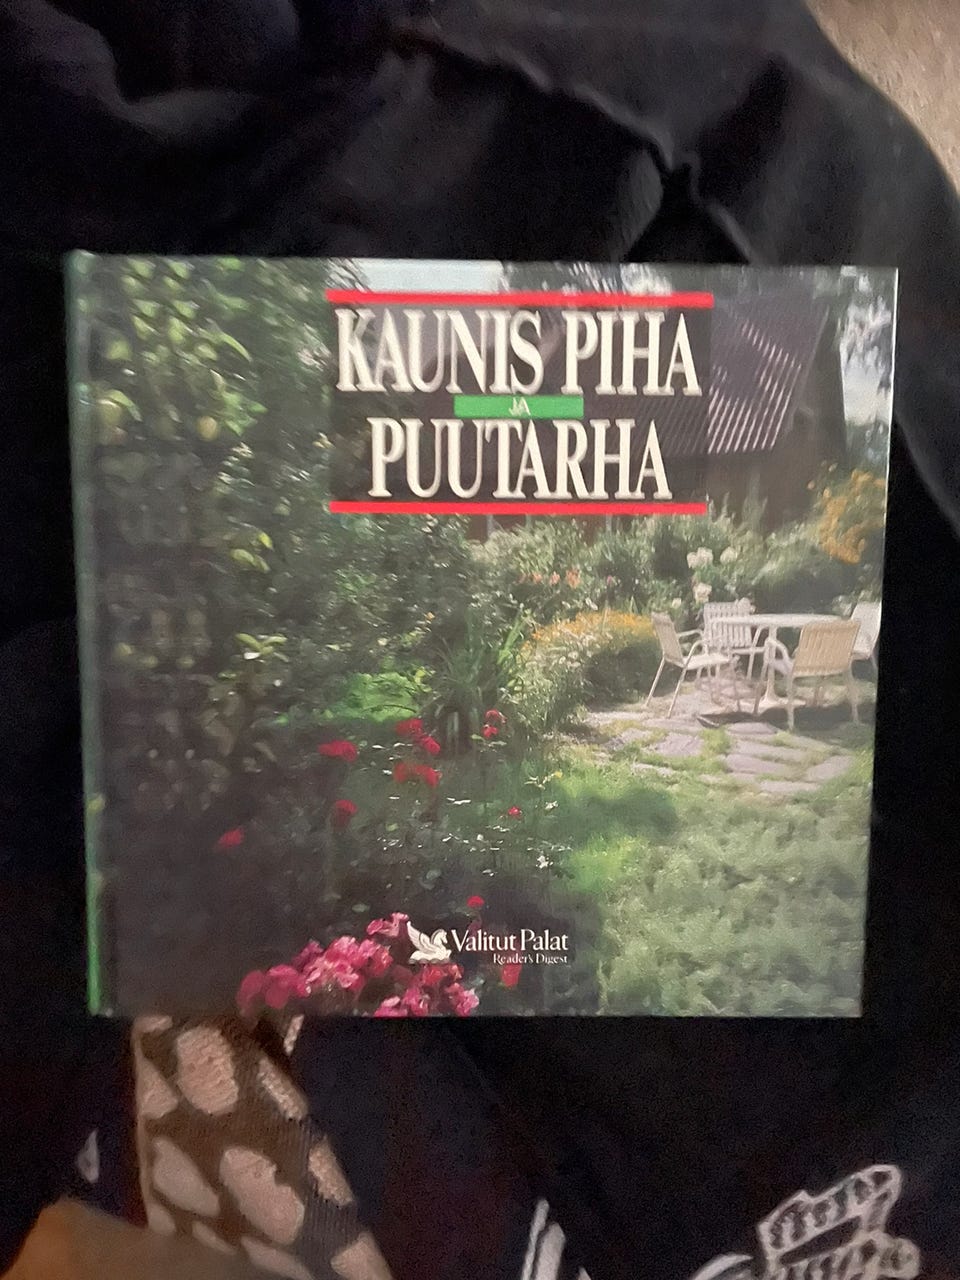 KAUNIS PIHA
JA
PUUTARHA
Valitut Palat
Reader's Digest